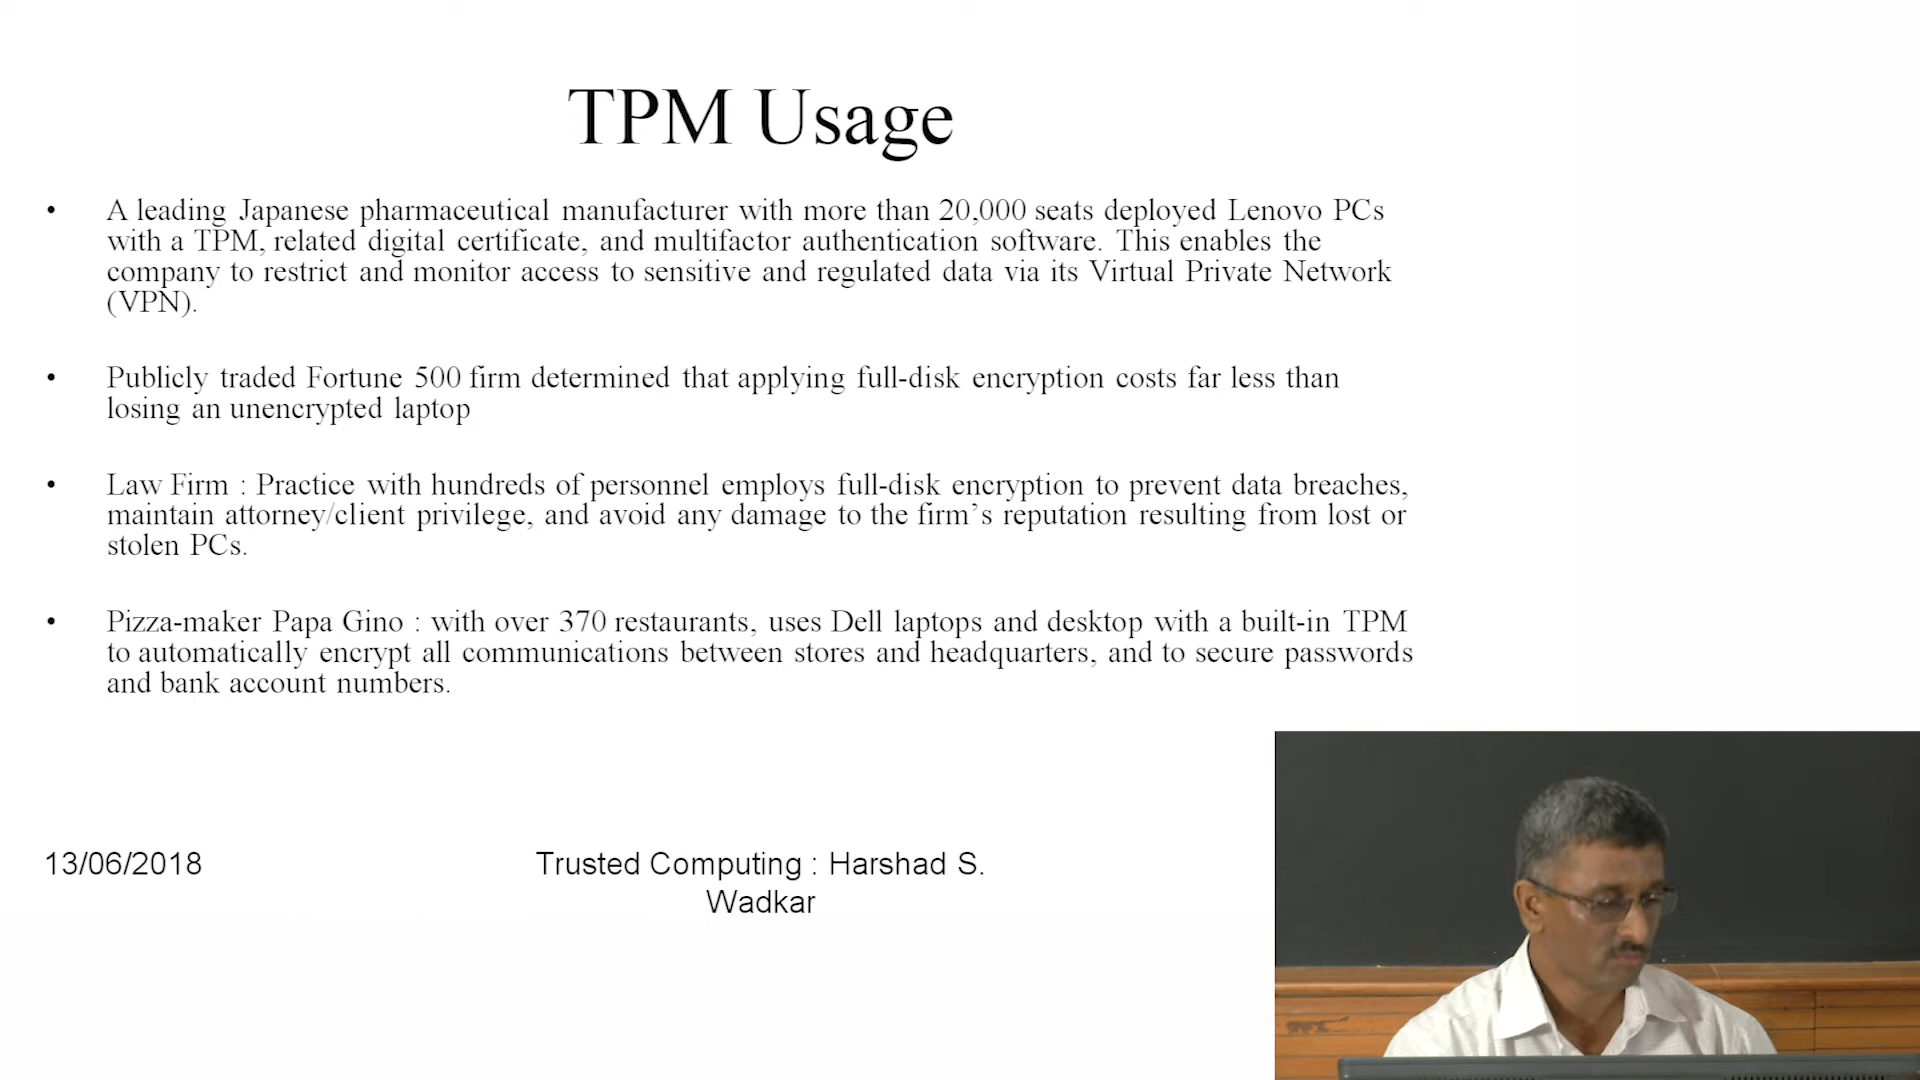 TPM Usage
• A leading Japanese pharmaceutical manufacturer with more than 20,000 seats deployed Lenovo PCs
with a TPM, related digital certificate, and multifactor authentication software. This enables the
company to restrict and monitor access to sensitive and regulated data via its Virtual Private Network
(VPN).
• Publicly traded Fortune 500 firm determined that applying full-disk encryption costs far less than
losing an unencrypted laptop
• Law Firm : Practice with hundreds of personnel employs full-disk encryption to prevent data breaches,
maintain attorney/client privilege, and avoid any damage to the firm’s reputation resulting from lost or
stolen PCs.
• Pizza-maker Papa Gino : with over 370 restaurants, uses Dell laptops and desktop with a built-in TPM
to automatically encrypt all communications between stores and headquarters, and to secure passwords
and bank account numbers.
13/06/2018
Trusted Computing : Harshad S.
Wadkar